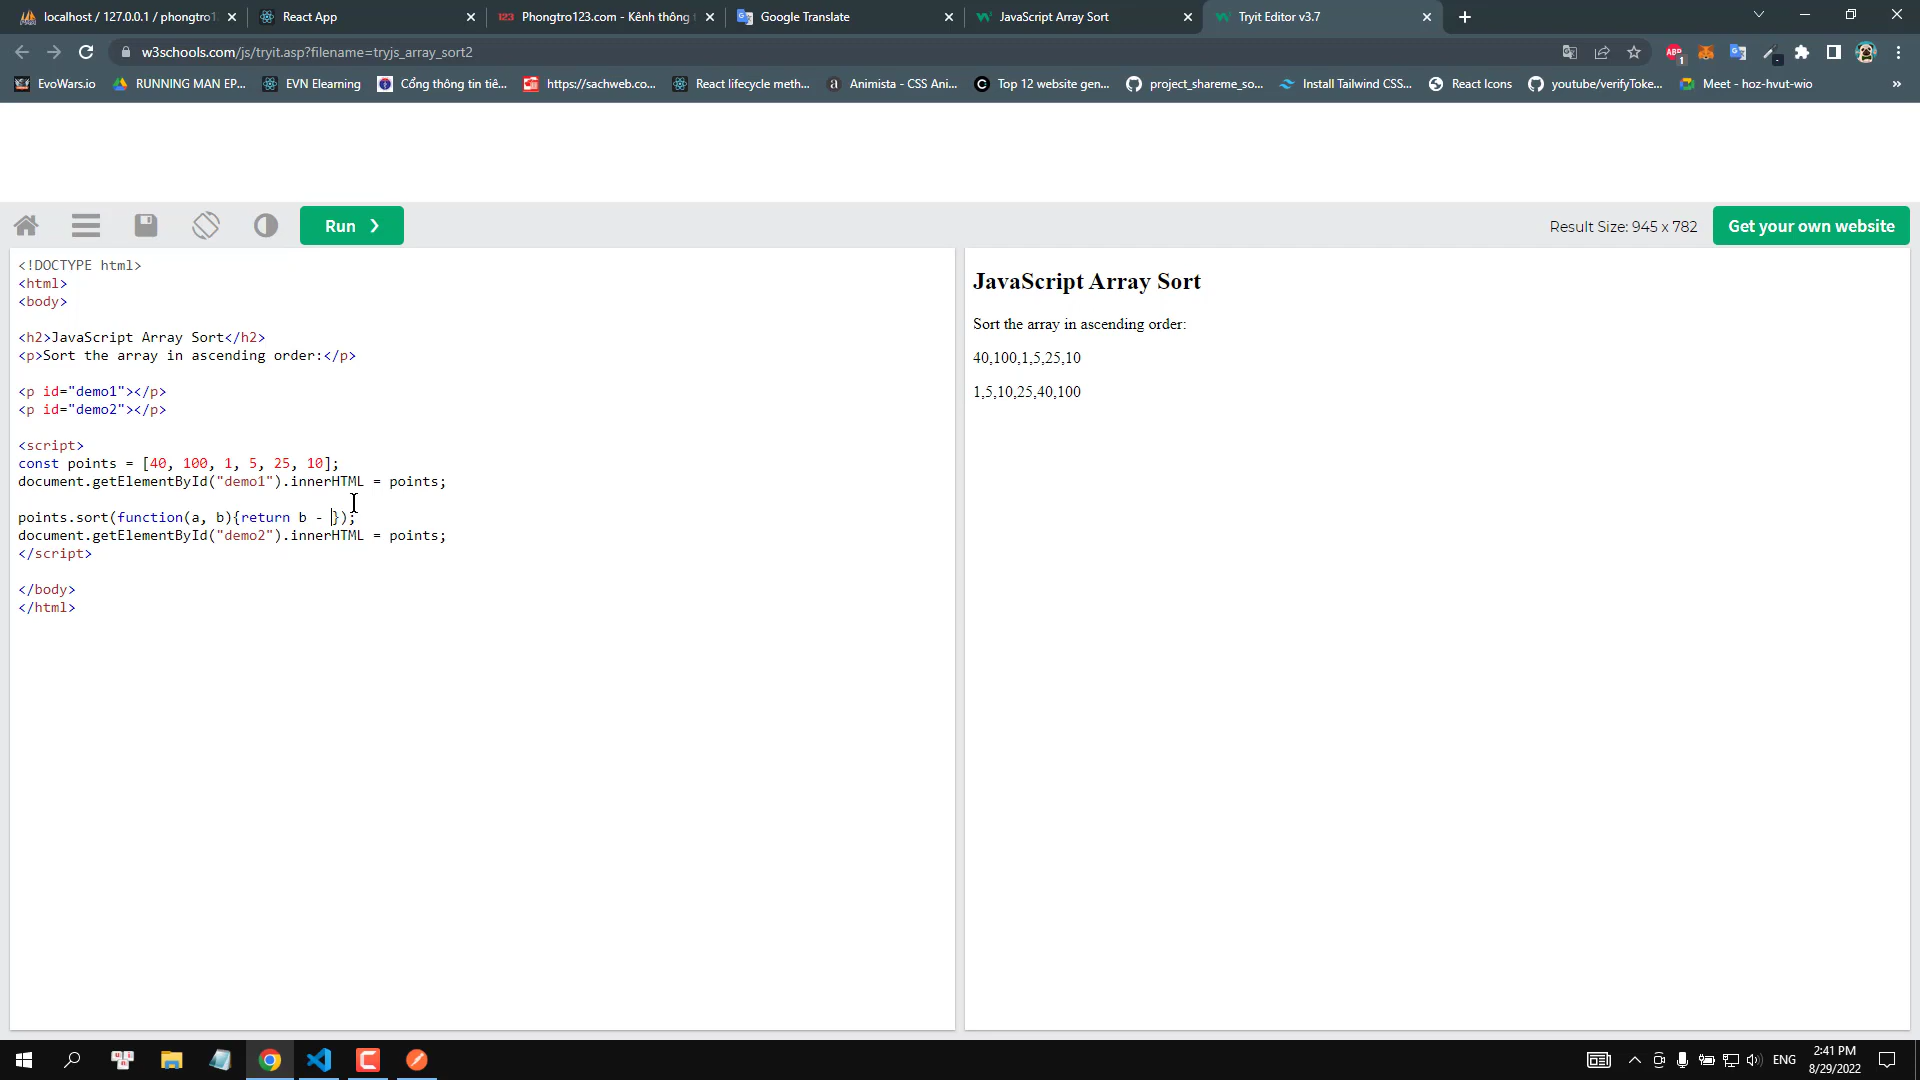 localhost / 127.0.0.1 / phongtro1
React App
123 Phongtro123.com - Kênh thông t
Google Translate
JavaScript Array Sort
Tryit Editor v3.7
w3schools.com/js/tryit.asp?filename=tryjs_array_sort2
ABP
1
EvoWars.io
RUNNING MAN EP...
EVN Elearning
Cổng thông tin tiê...
https://sachweb.co...
React lifecycle meth...
a Animista - CSS Ani...
C Top 12 website gen...
project_shareme_so...
Install Tailwind CSS...
React Icons
youtube/verifyToke...
Meet - hoz-hvut-wio
»
Run ❯
Result Size: 945 x 782
Get your own website
<!DOCTYPE html>
<html>
<body>
<h2>JavaScript Array Sort</h2>
<p>Sort the array in ascending order:</p>
<p id="demo1"></p>
<p id="demo2"></p>
<script>
const points = [40, 100, 1, 5, 25, 10];
document.getElementById("demo1").innerHTML = points;
points.sort(function(a, b){return b - });
document.getElementById("demo2").innerHTML = points;
</script>
</body>
</html>
JavaScript Array Sort
Sort the array in ascending order:
40,100,1,5,25,10
1,5,10,25,40,100
ENG
2:41 PM
8/29/2022